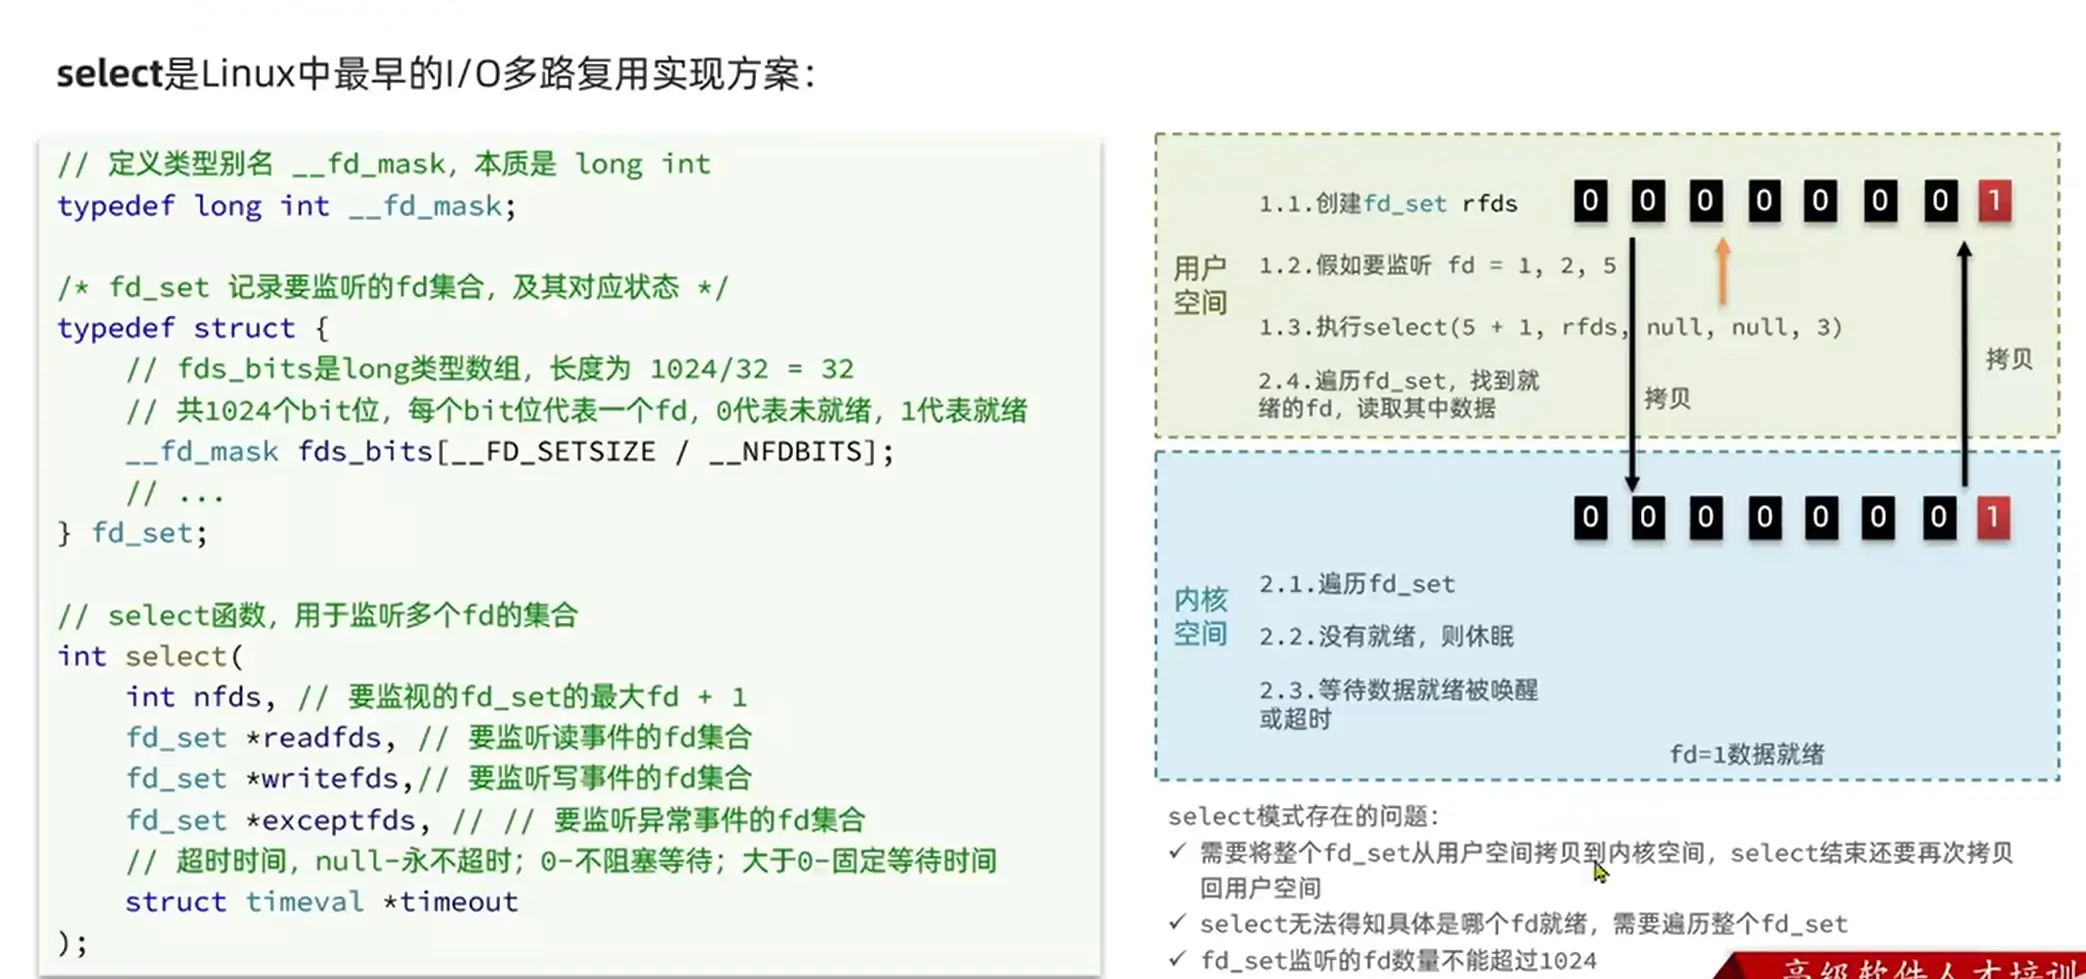 select是Linux中最早的I/O多路复用实现方案：
// 定义类型别名 __fd_mask，本质是 long int
typedef long int __fd_mask;
/* fd_set 记录要监听的fd集合，及其对应状态 */
typedef struct {
// fds_bits是long类型数组，长度为 1024/32 = 32
// 共1024个bit位，每个bit位代表一个fd，0代表未就绪，1代表就绪
__fd_mask fds_bits[__FD_SETSIZE / __NFDBITS];
// ...
} fd_set;
// select函数，用于监听多个fd的集合
int select(
int nfds, // 要监视的fd_set的最大fd + 1
fd_set *readfds, // 要监听读事件的fd集合
fd_set *writefds,// 要监听写事件的fd集合
fd_set *exceptfds, // // 要监听异常事件的fd集合
// 超时时间，null-永不超时；0-不阻塞等待；大于0-固定等待时间
struct timeval *timeout
);
用户
空间
1.1.创建fd_set rfds
0 0 0 0 0 0 0 1
1.2.假如要监听 fd = 1, 2, 5
1.3.执行select(5 + 1, rfds, null, null, 3)
2.4.遍历fd_set，找到就
绪的fd，读取其中数据
拷贝
拷贝
内核
空间
0 0 0 0 0 0 0 1
2.1.遍历fd_set
2.2.没有就绪，则休眠
2.3.等待数据就绪被唤醒
或超时
fd=1数据就绪
select模式存在的问题：
✓ 需要将整个fd_set从用户空间拷贝到内核空间，select结束还要再次拷贝
回用户空间
✓ select无法得知具体是哪个fd就绪，需要遍历整个fd_set
✓ fd_set监听的fd数量不能超过1024
高级软件人才培训